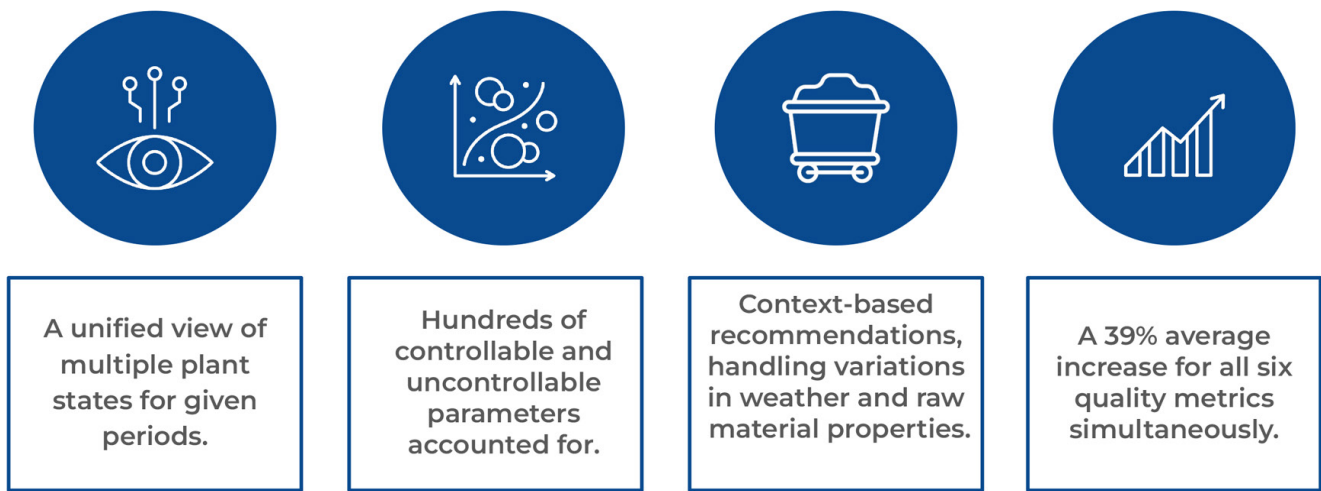 A unified view of
multiple plant
states for given
periods.
Hundreds of
controllable and
uncontrollable
parameters
accounted for.
Context-based
recommendations,
handling variations
in weather and raw
material properties.
A 39% average
increase for all six
quality metrics
simultaneously.